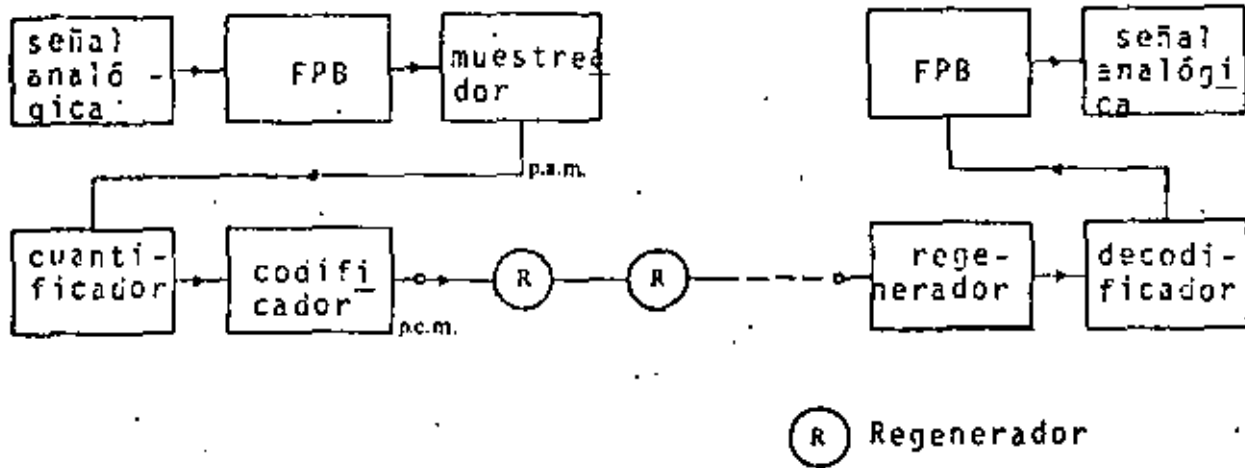 señal
analó -
gica
FPB
muestrea
dor
FPB
señal
analógi
ca
p.a.m.
cuanti-
ficador
codifi
cador
p.c.m.
R
R
rege-
nerador
decodi-
ficador
R Regenerador